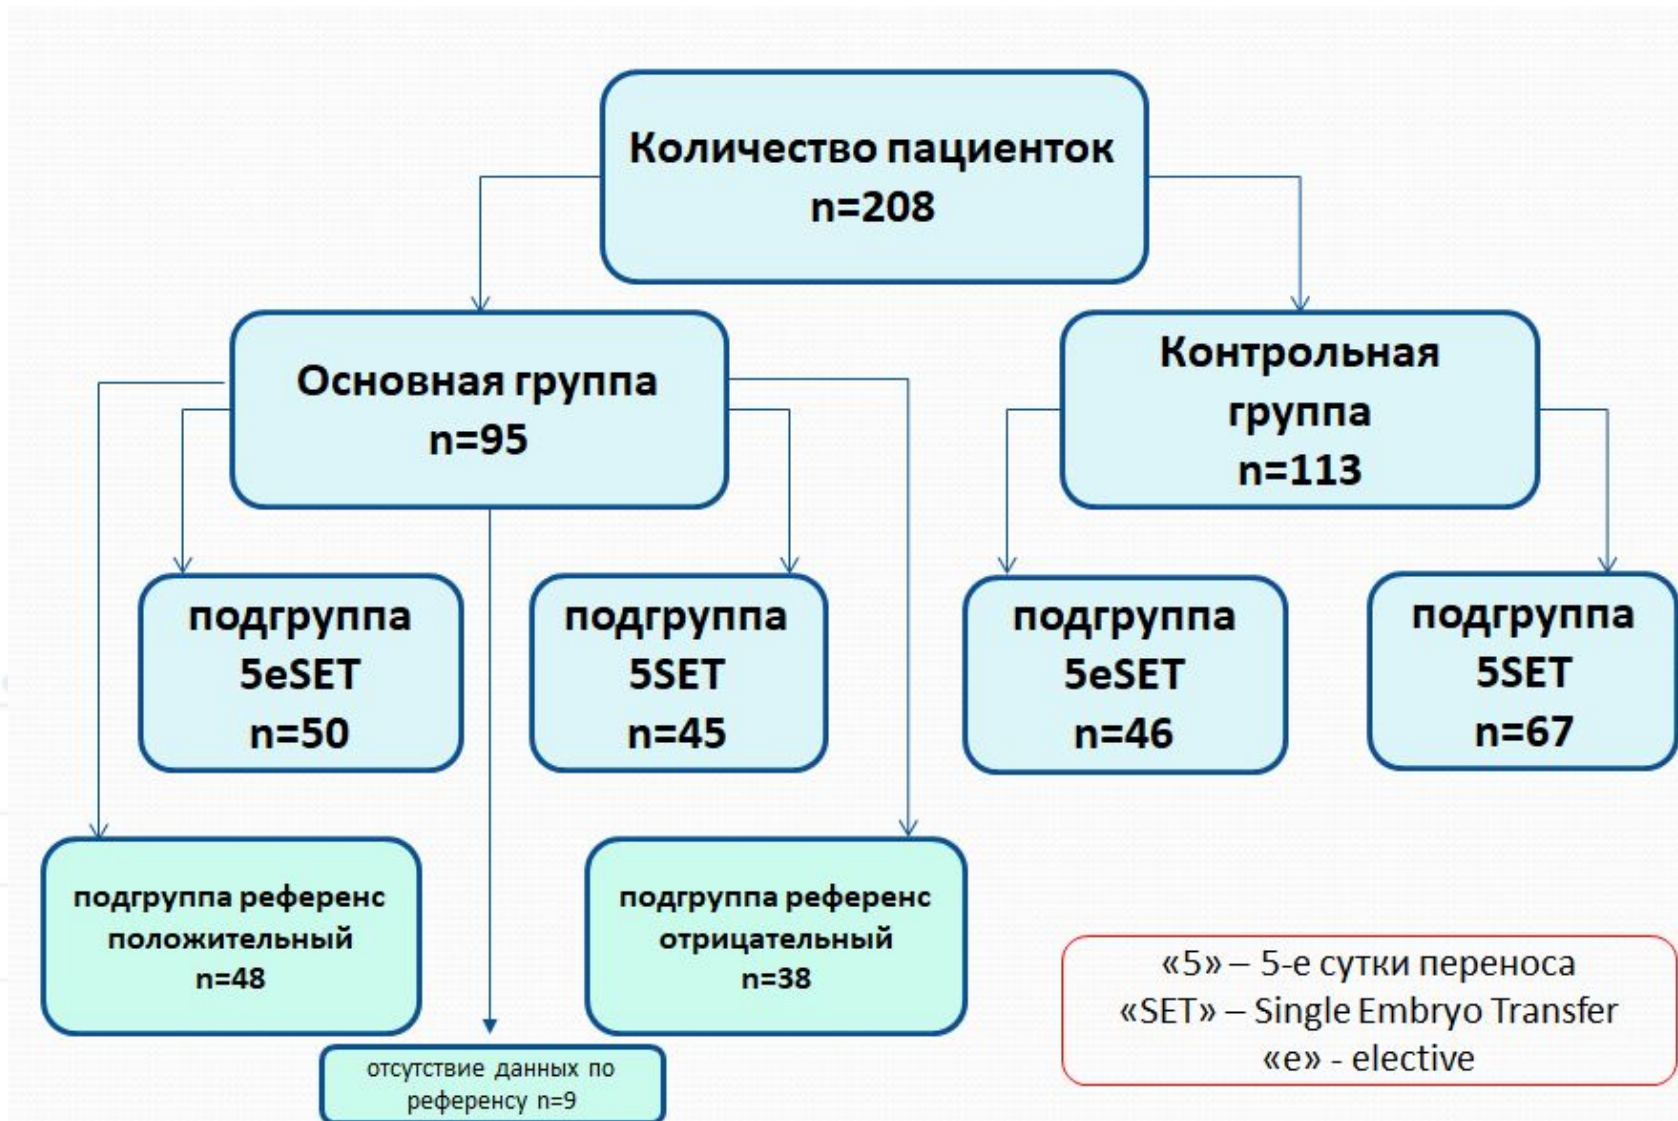 Количество пациенток
n=208
Основная группа
n=95
Контрольная
группа
n=113
подгруппа
5eSET
n=50
подгруппа
5SET
n=45
подгруппа
5eSET
n=46
подгруппа
5SET
n=67
подгруппа референс
положительный
n=48
подгруппа референс
отрицательный
n=38
отсутствие данных по
референсу n=9
«5» – 5-е сутки переноса
«SET» – Single Embryo Transfer
«e» - elective